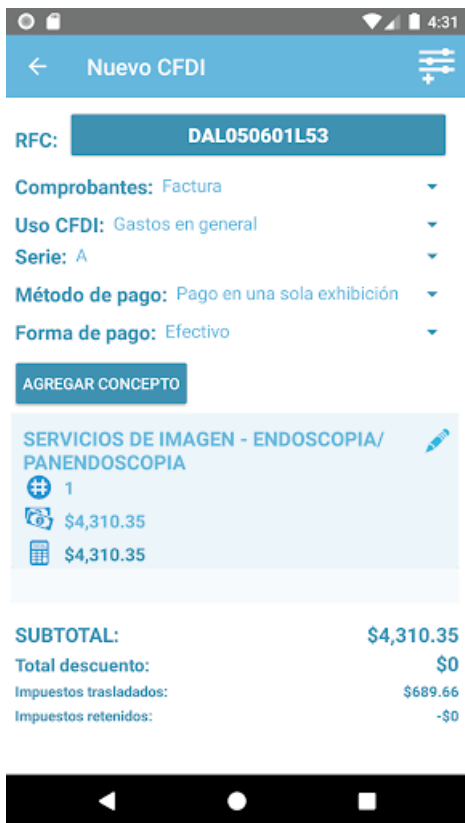 4:31
Nuevo CFDI
RFC: DAL050601L53
Comprobantes: Factura
Uso CFDI: Gastos en general
Serie: A
Método de pago: Pago en una sola exhibición
Forma de pago: Efectivo
AGREGAR CONCEPTO
SERVICIOS DE IMAGEN - ENDOSCOPIA/
PANENDOSCOPIA
1
$4,310.35
$4,310.35
SUBTOTAL: $4,310.35
Total descuento: $0
Impuestos trasladados: $689.66
Impuestos retenidos: -$0